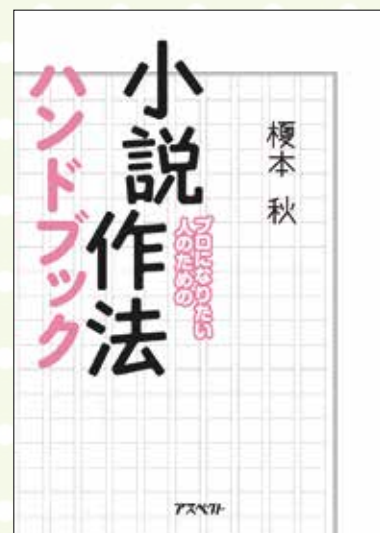 榎本 秋
プロになりたい
人のための
小説作法
ハンドブック
アスペクト